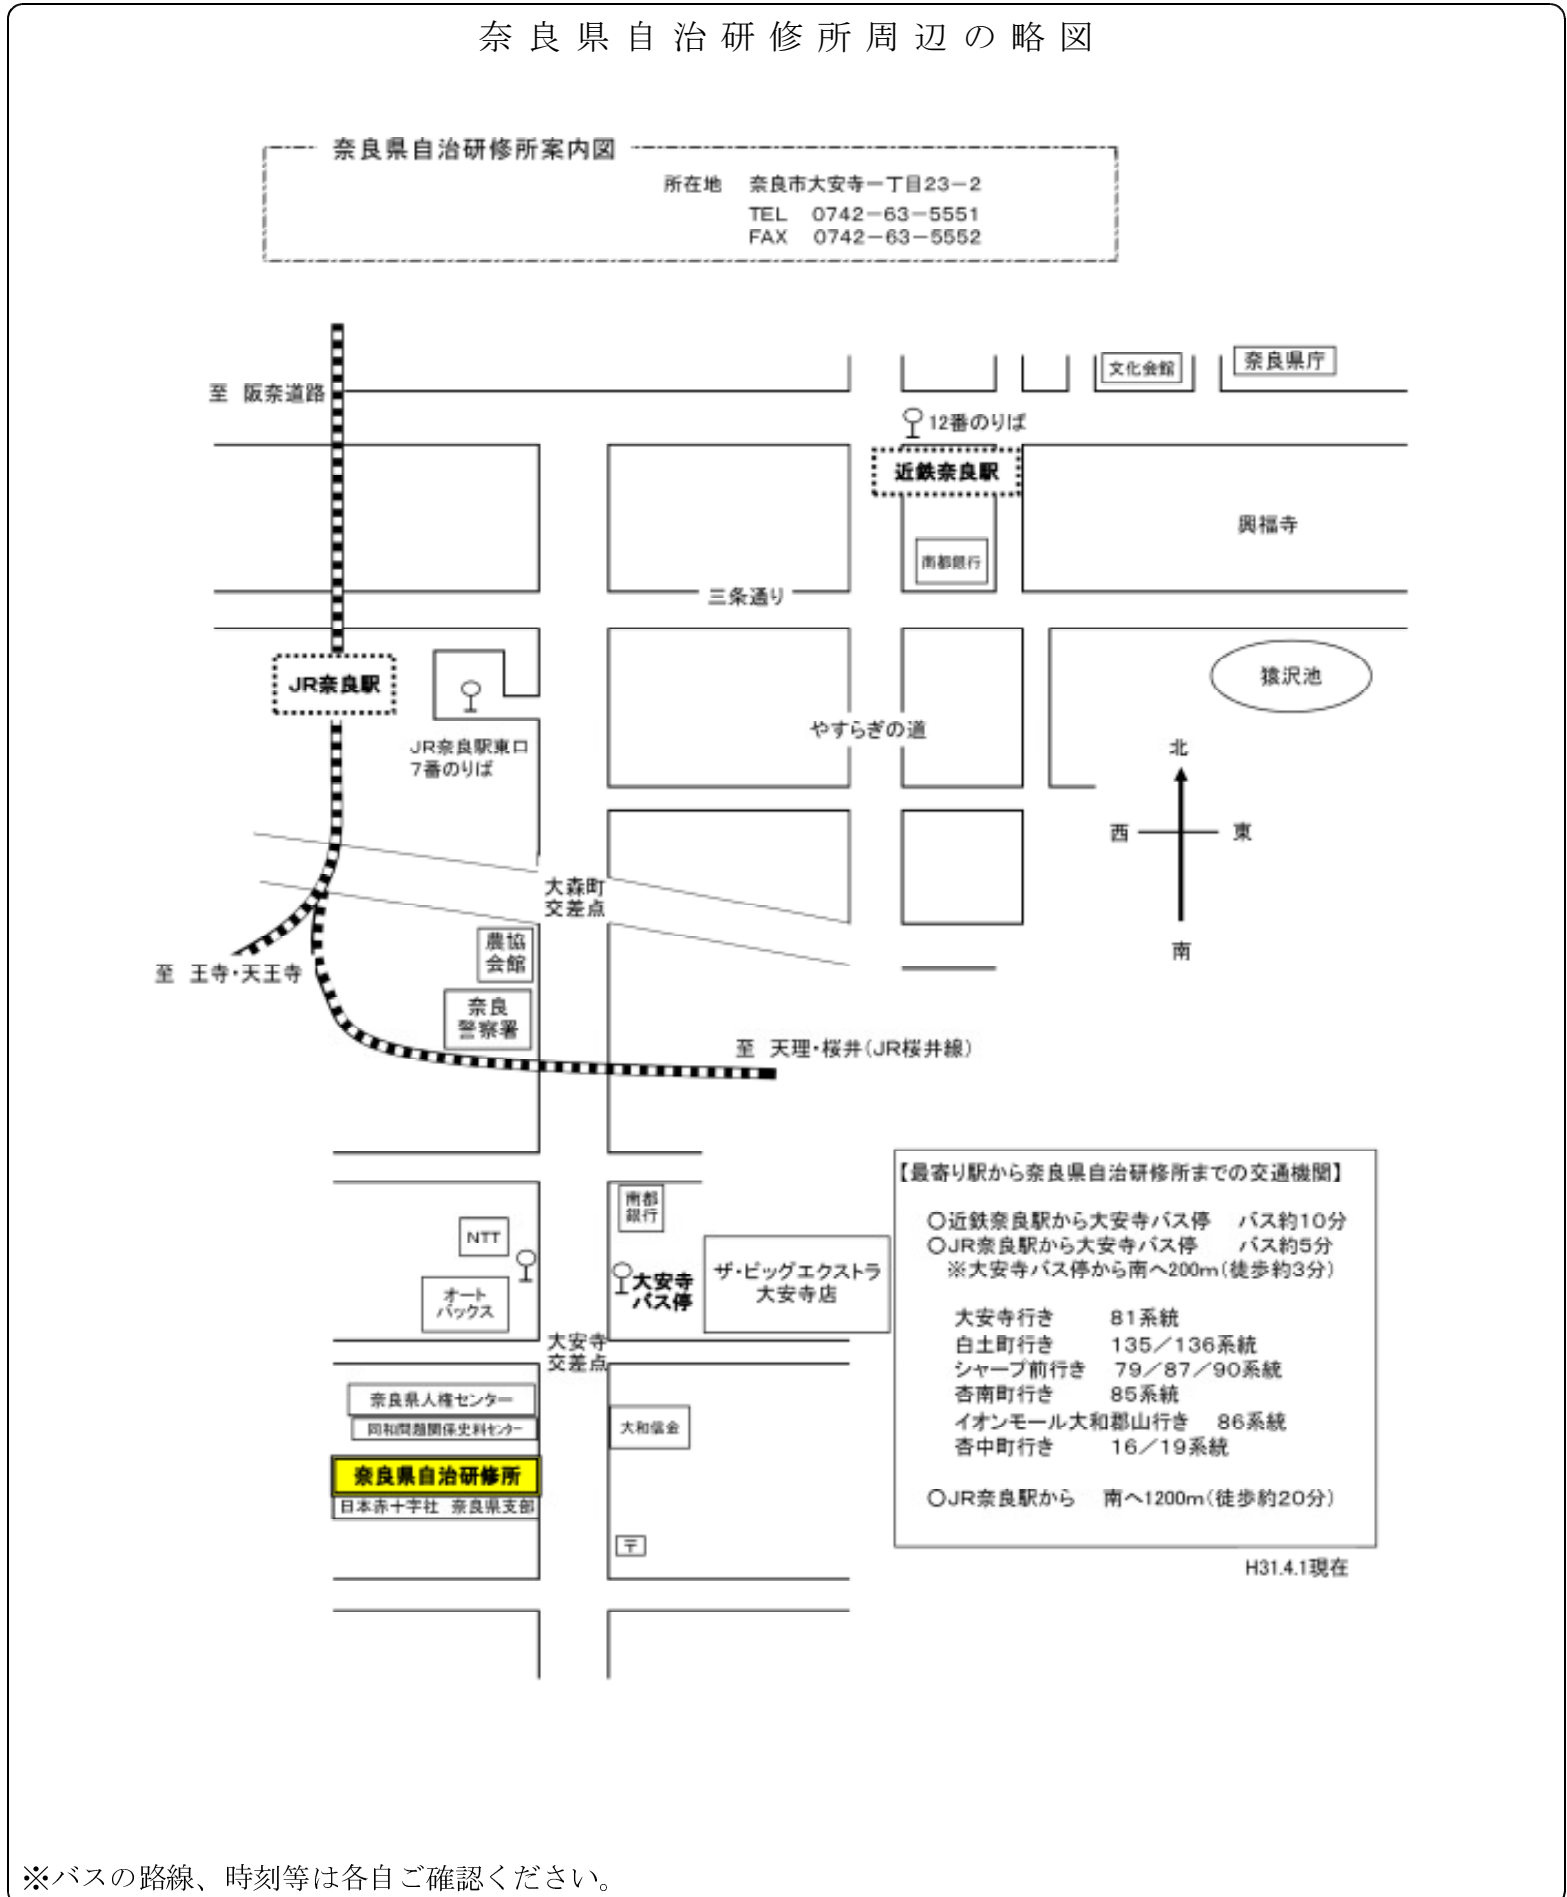 奈良県自治研修所周辺の略図
奈良県自治研修所案内図
所在地　奈良市大安寺一丁目23－2
TEL　0742－63－5551
FAX　0742－63－5552
文化会館
奈良県庁
至　阪奈道路
12番のりば
近鉄奈良駅
興福寺
南都銀行
三条通り
JR奈良駅
猿沢池
やすらぎの道
JR奈良駅東口
7番のりば
北
西
東
南
大森町
交差点
農協
会館
至　王寺・天王寺
奈良
警察署
至　天理・桜井（JR桜井線）
南都
銀行
NTT
大安寺
バス停
ザ・ビッグエクストラ
大安寺店
オート
バックス
大安寺
交差点
奈良県人権センター
同和問題関係史料センター
大和信金
奈良県自治研修所
日本赤十字社　奈良県支部
〒
【最寄り駅から奈良県自治研修所までの交通機関】
○近鉄奈良駅から大安寺バス停　バス約10分
○JR奈良駅から大安寺バス停　バス約5分
※大安寺バス停から南へ200m（徒歩約3分）
大安寺行き　81系統
白土町行き　135／136系統
シャープ前行き　79／87／90系統
杏南町行き　85系統
イオンモール大和郡山行き　86系統
杏中町行き　16／19系統
○JR奈良駅から　南へ1200m（徒歩約20分）
H31.4.1現在
※バスの路線、時刻等は各自ご確認ください。